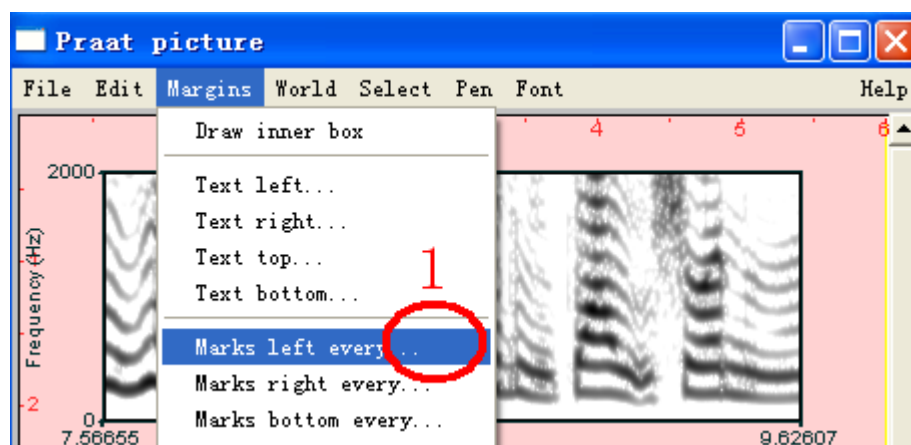 Praat picture
File Edit Margins World Select Pen Font Help
Draw inner box
4 5 6
2000
Text left...
Text right...
Text top...
1
Text bottom...
Frequency (Hz)
Marks left every...
Marks right every...
-2
Marks bottom every...
0
7.56655 9.62607